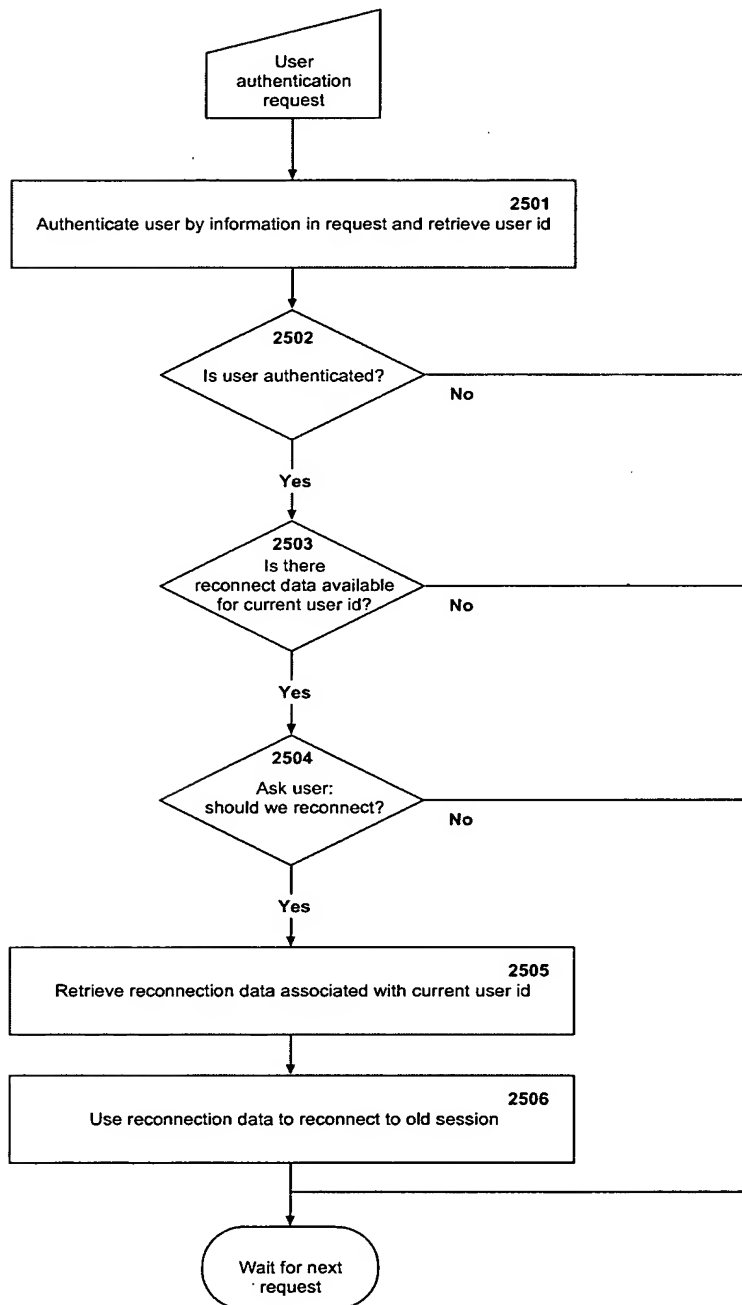 User
authentication
request
2501
Authenticate user by information in request and retrieve user id
2502
Is user authenticated?
No
Yes
2503
Is there
reconnect data available
for current user id?
No
Yes
2504
Ask user:
should we reconnect?
No
Yes
2505
Retrieve reconnection data associated with current user id
2506
Use reconnection data to reconnect to old session
Wait for next
request